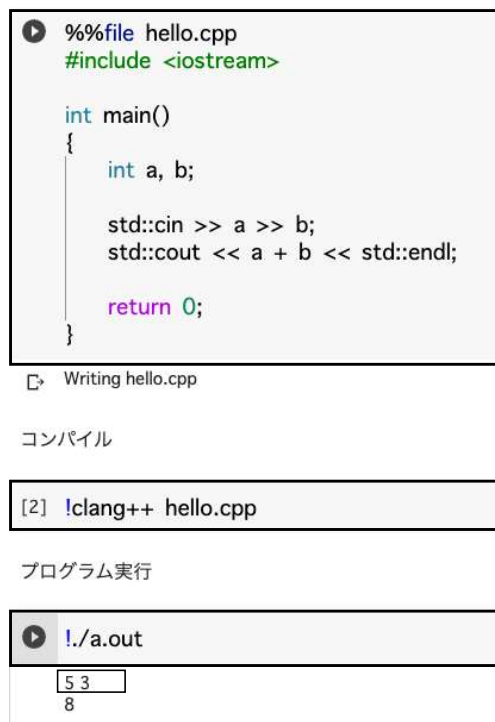 %%file hello.cpp
#include <iostream>
int main()
{
int a, b;
std::cin >> a >> b;
std::cout << a + b << std::endl;
return 0;
}
Writing hello.cpp
コンパイル
[2] !clang++ hello.cpp
プログラム実行
!./a.out
5 3
8